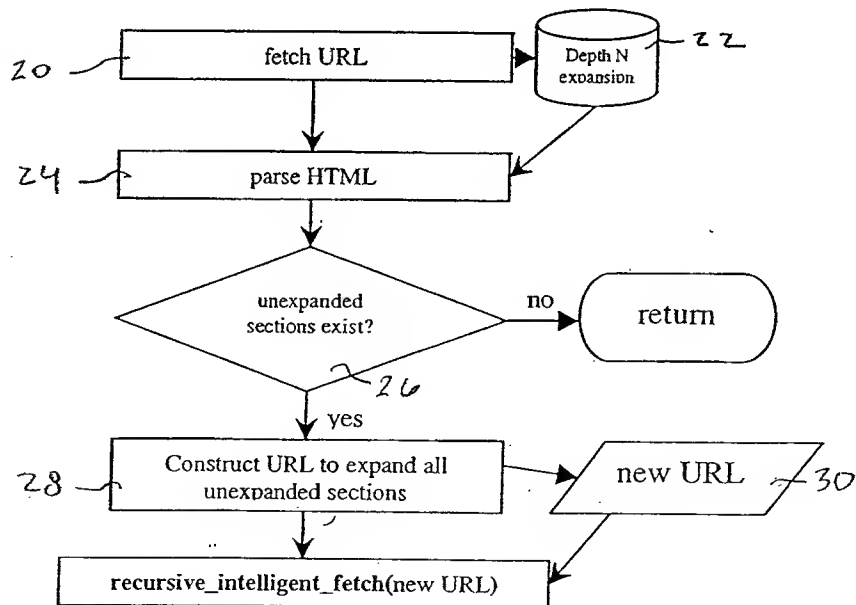 fetch URL
20
Depth N
expansion
22
24
parse HTML
unexpanded
sections exist?
no
return
26
yes
28
Construct URL to expand all
unexpanded sections
new URL
30
recursive_intelligent_fetch(new URL)